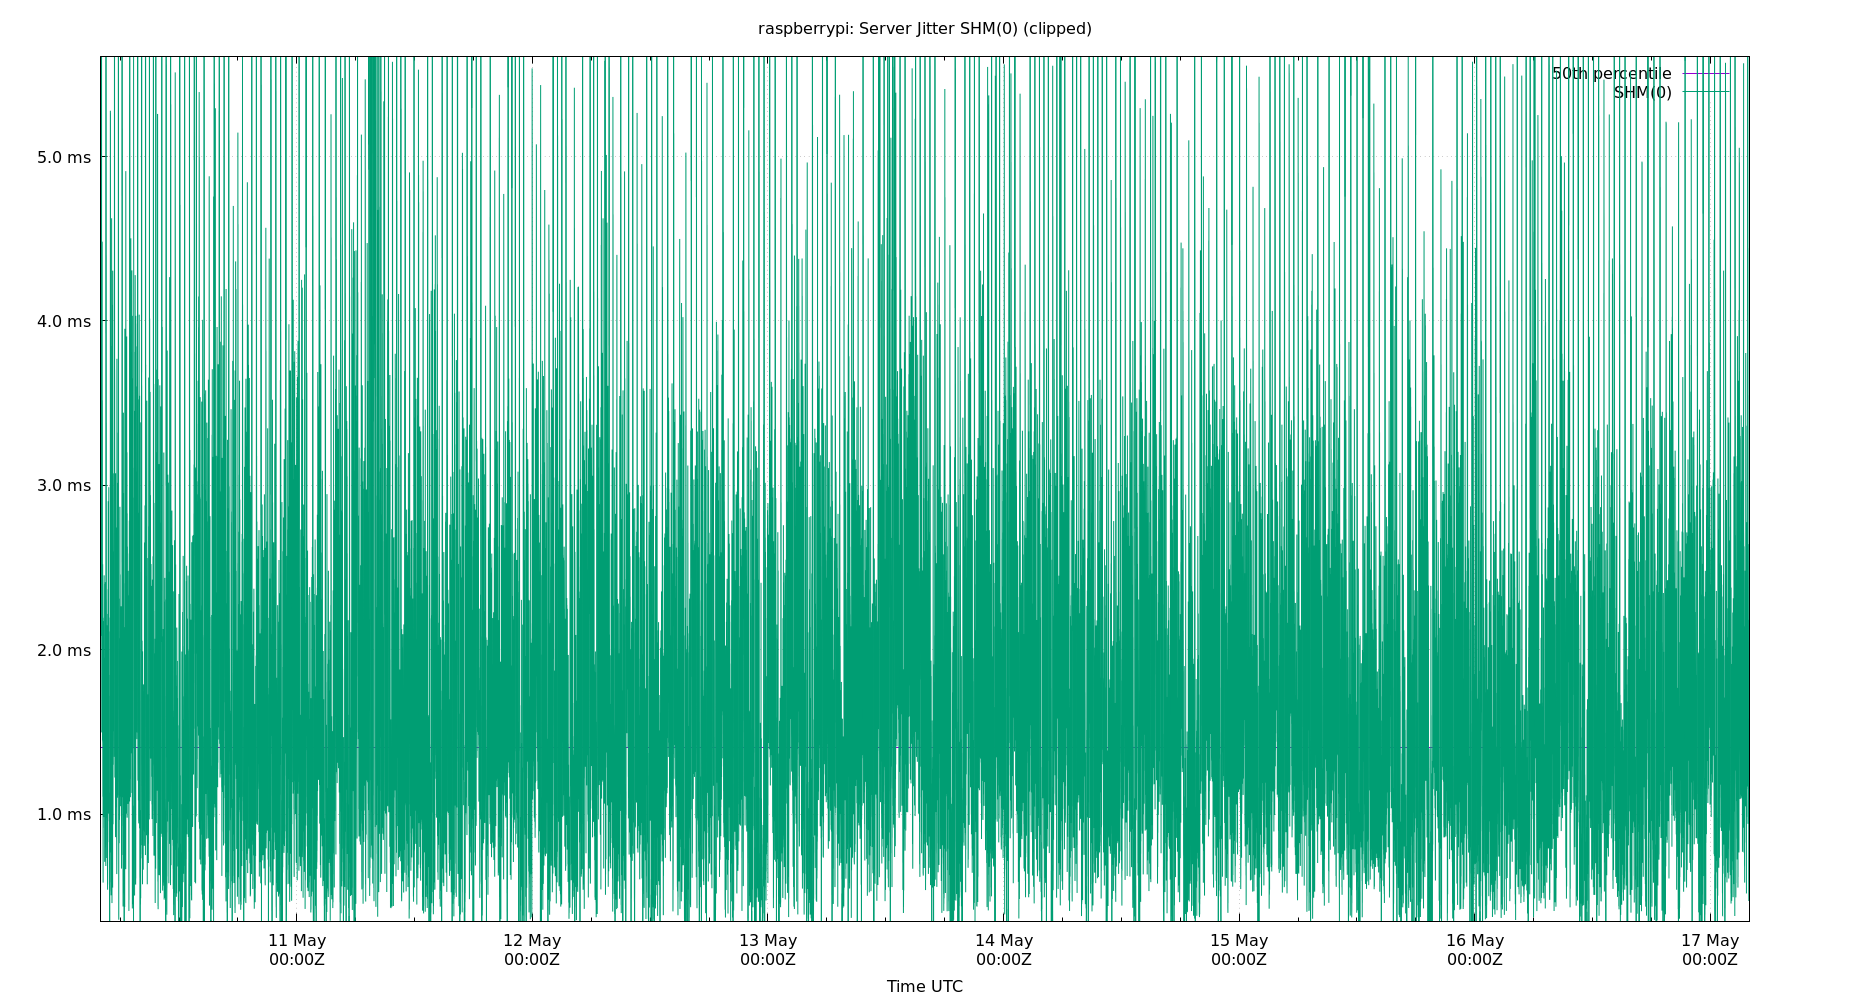 raspberrypi: Server Jitter SHM(0) (clipped)
50th percentile
SHM(0)
5.0 ms
4.0 ms
3.0 ms
2.0 ms
1.0 ms
11 May 12 May 13 May 14 May 15 May 16 May 17 May
00:00Z 00:00Z 00:00Z 00:00Z 00:00Z 00:00Z 00:00Z
Time UTC